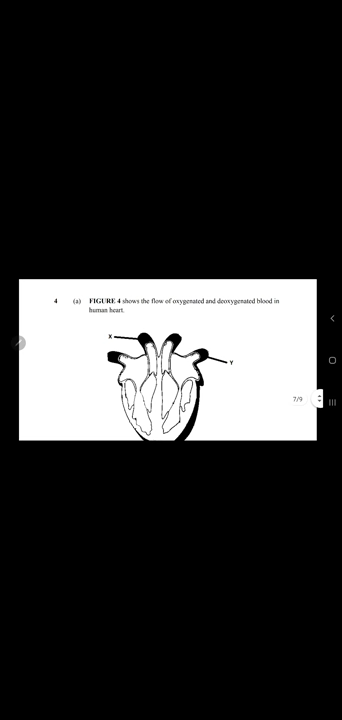 4 (a) FIGURE 4 shows the flow of oxygenated and deoxygenated blood in
human heart.
X
Y
7/9